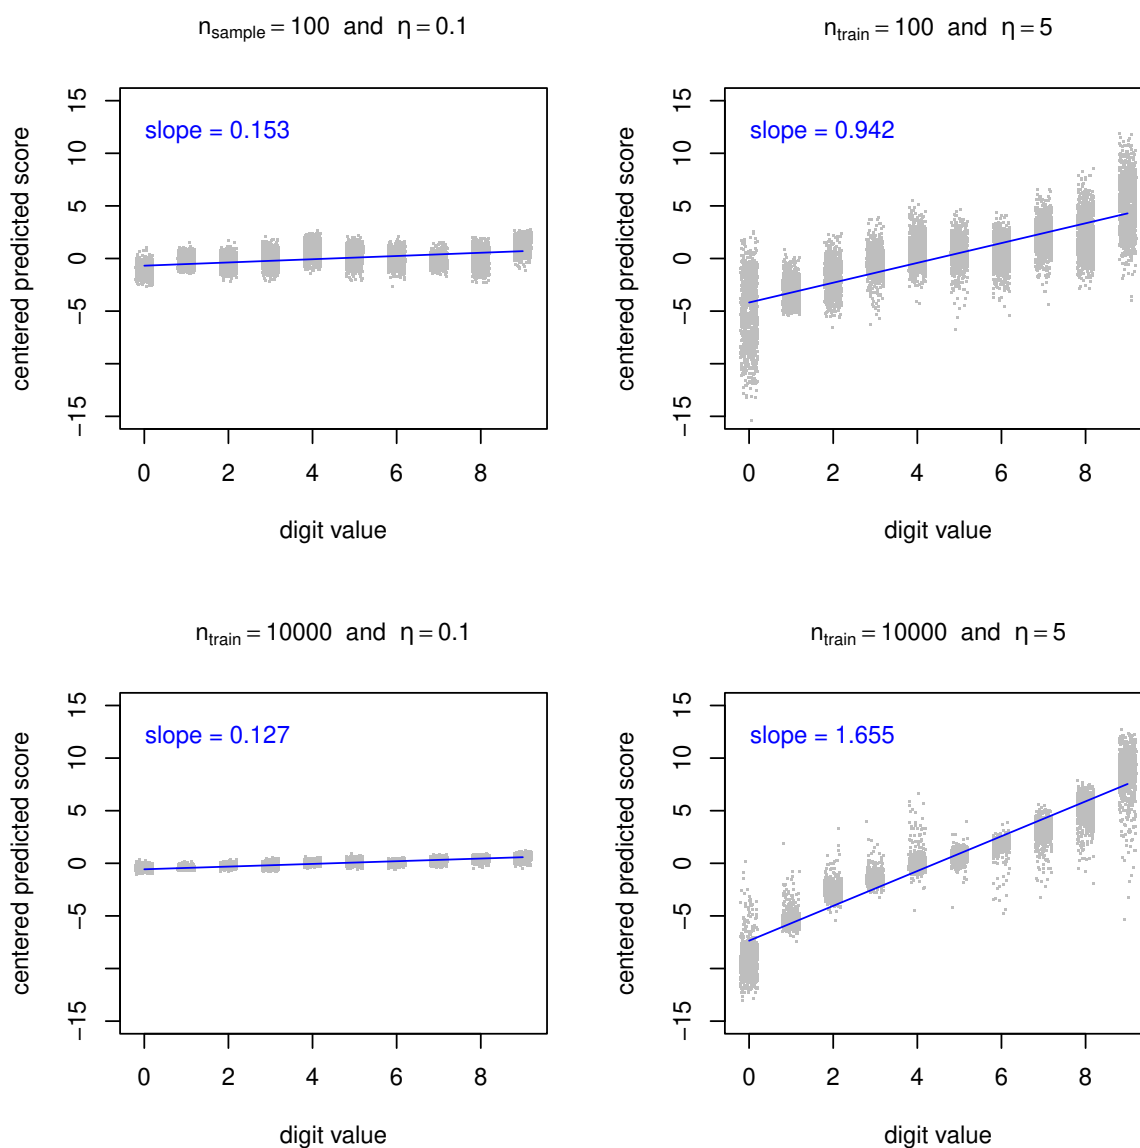 n_sample = 100 and η = 0.1
n_train = 100 and η = 5
centered predicted score
15
10
5
0
−5
−15
slope = 0.153
0 2 4 6 8
digit value
centered predicted score
15
10
5
0
−5
−15
slope = 0.942
0 2 4 6 8
digit value
n_train = 10000 and η = 0.1
n_train = 10000 and η = 5
centered predicted score
15
10
5
0
−5
−15
slope = 0.127
0 2 4 6 8
digit value
centered predicted score
15
10
5
0
−5
−15
slope = 1.655
0 2 4 6 8
digit value